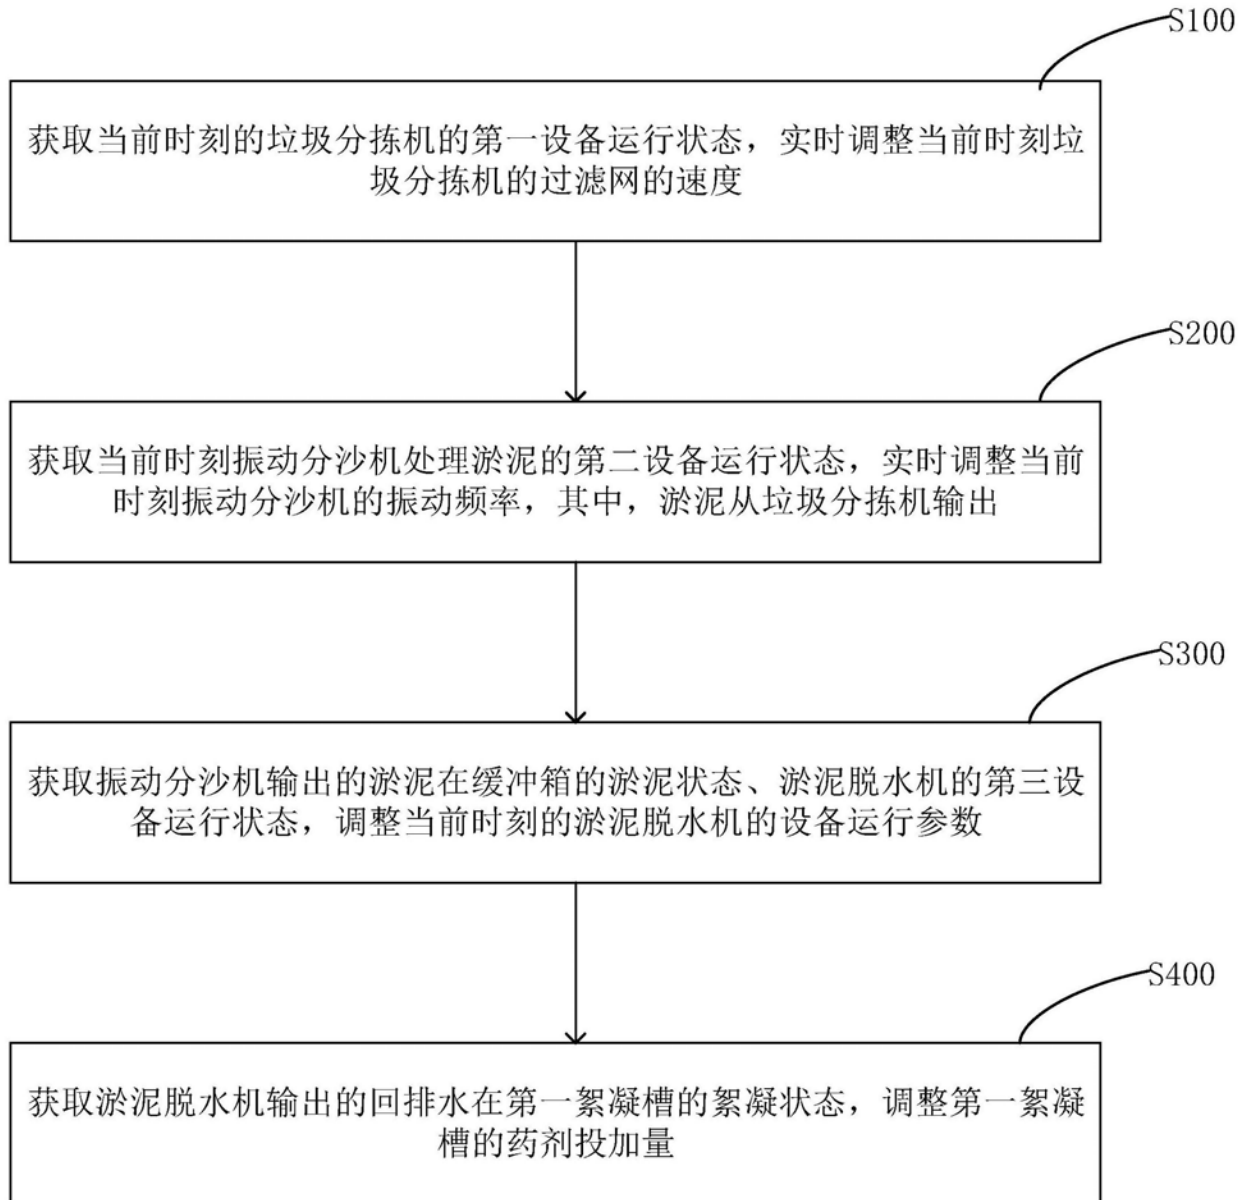 S100
获取当前时刻的垃圾分拣机的第一设备运行状态，实时调整当前时刻垃
圾分拣机的过滤网的速度
S200
获取当前时刻振动分沙机处理淤泥的第二设备运行状态，实时调整当前
时刻振动分沙机的振动频率，其中，淤泥从垃圾分拣机输出
S300
获取振动分沙机输出的淤泥在缓冲箱的淤泥状态、淤泥脱水机的第三设
备运行状态，调整当前时刻的淤泥脱水机的设备运行参数
S400
获取淤泥脱水机输出的回排水在第一絮凝槽的絮凝状态，调整第一絮凝
槽的药剂投加量